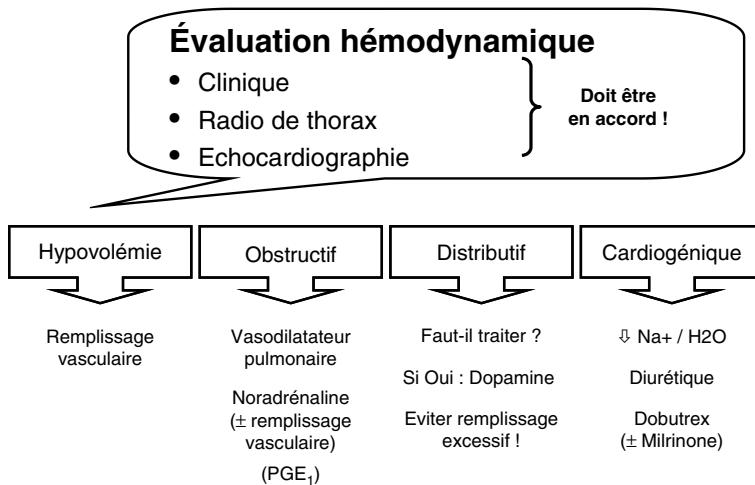 Évaluation hémodynamique
• Clinique
• Radio de thorax
• Echocardiographie
Doit être
en accord !
Hypovolémie
Remplissage
vasculaire
Obstructif
Vasodilatateur
pulmonaire
Noradrénaline
(± remplissage
vasculaire)
(PGE₁)
Distributif
Faut-il traiter ?
Si Oui : Dopamine
Eviter remplissage
excessif !
Cardiogénique
⇩ Na+ / H2O
Diurétique
Dobutrex
(± Milrinone)